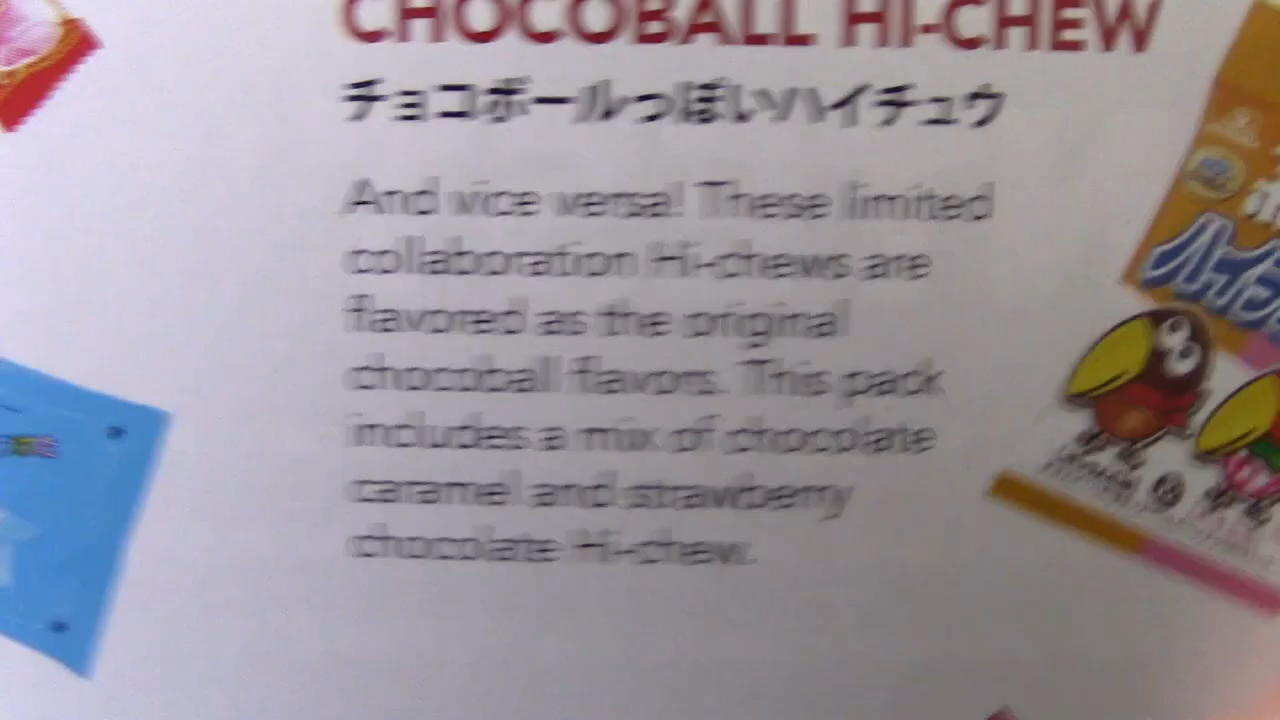 CHOCOBALL HI-CHEW
チョコボールっぽいハイチュウ
And vice versa! These limited
collaboration Hi-chews are
flavored as the original
chocoball flavors. This pack
includes a mix of chocolate
caramel and strawberry
chocolate Hi-chew.